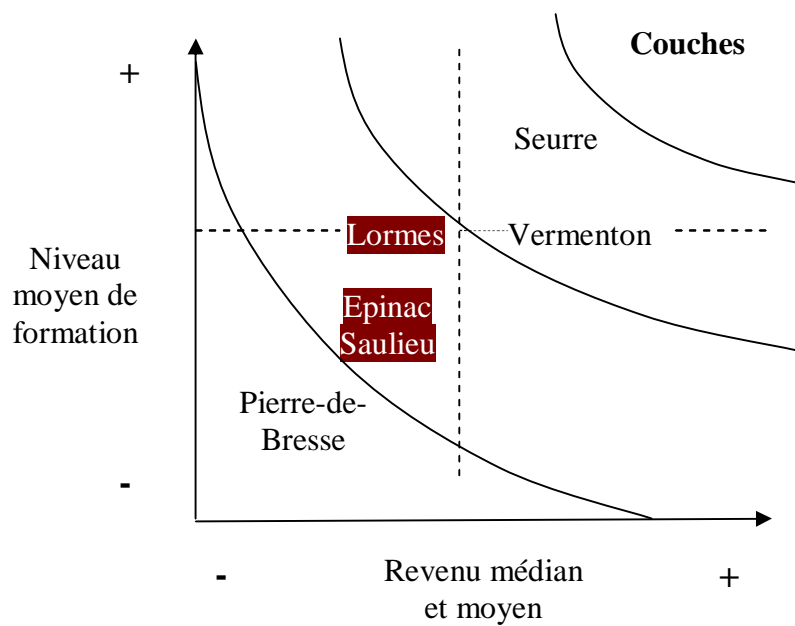 Couches
+
Seurre
Lormes
Vermenton
Niveau
moyen de
formation
Epinac
Saulieu
Pierre-de-
Bresse
-
-
Revenu médian
et moyen
+